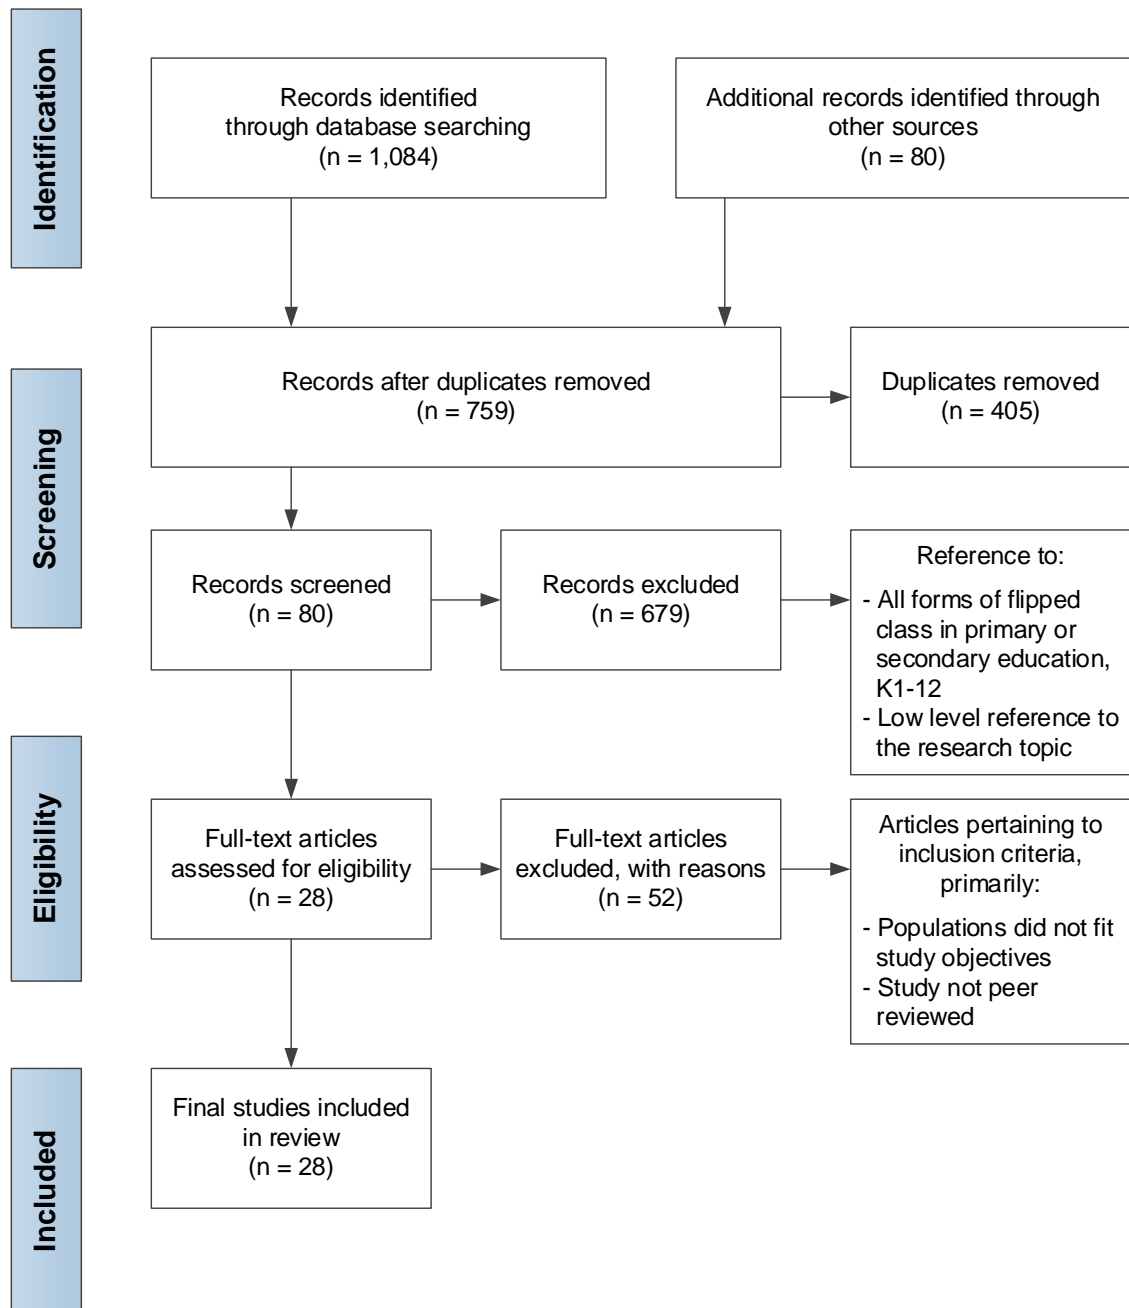 Identification
Records identified
through database searching
(n = 1,084)
Additional records identified through
other sources
(n = 80)
Screening
Records after duplicates removed
(n = 759)
Duplicates removed
(n = 405)
Records screened
(n = 80)
Records excluded
(n = 679)
Reference to:
- All forms of flipped
class in primary or
secondary education,
K1-12
- Low level reference to
the research topic
Eligibility
Full-text articles
assessed for eligibility
(n = 28)
Full-text articles
excluded, with reasons
(n = 52)
Articles pertaining to
inclusion criteria,
primarily:
- Populations did not fit
study objectives
- Study not peer
reviewed
Included
Final studies included
in review
(n = 28)